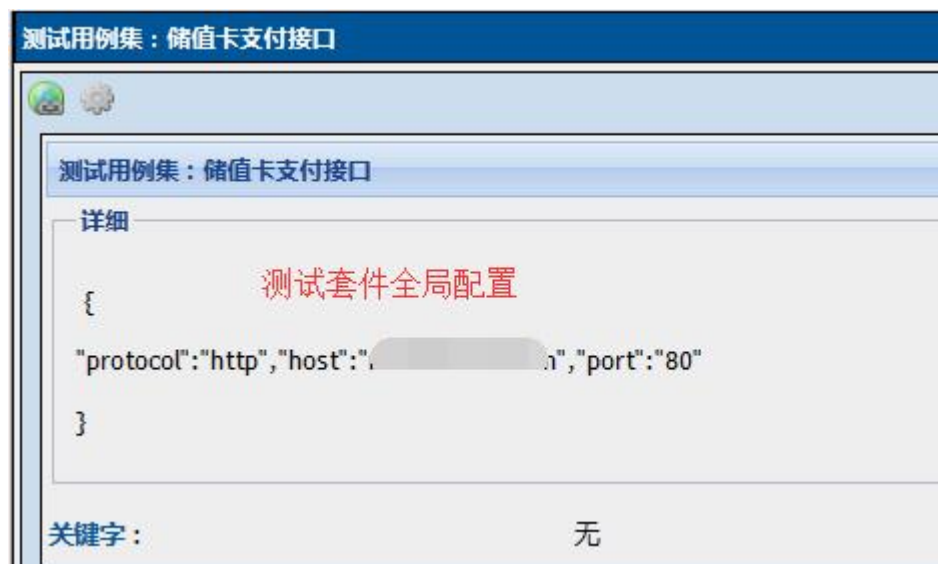 测试用例集：储值卡支付接口
测试用例集：储值卡支付接口
详细
测试套件全局配置
{
"protocol":"http","host":" ","port":"80"
}
关键字： 无